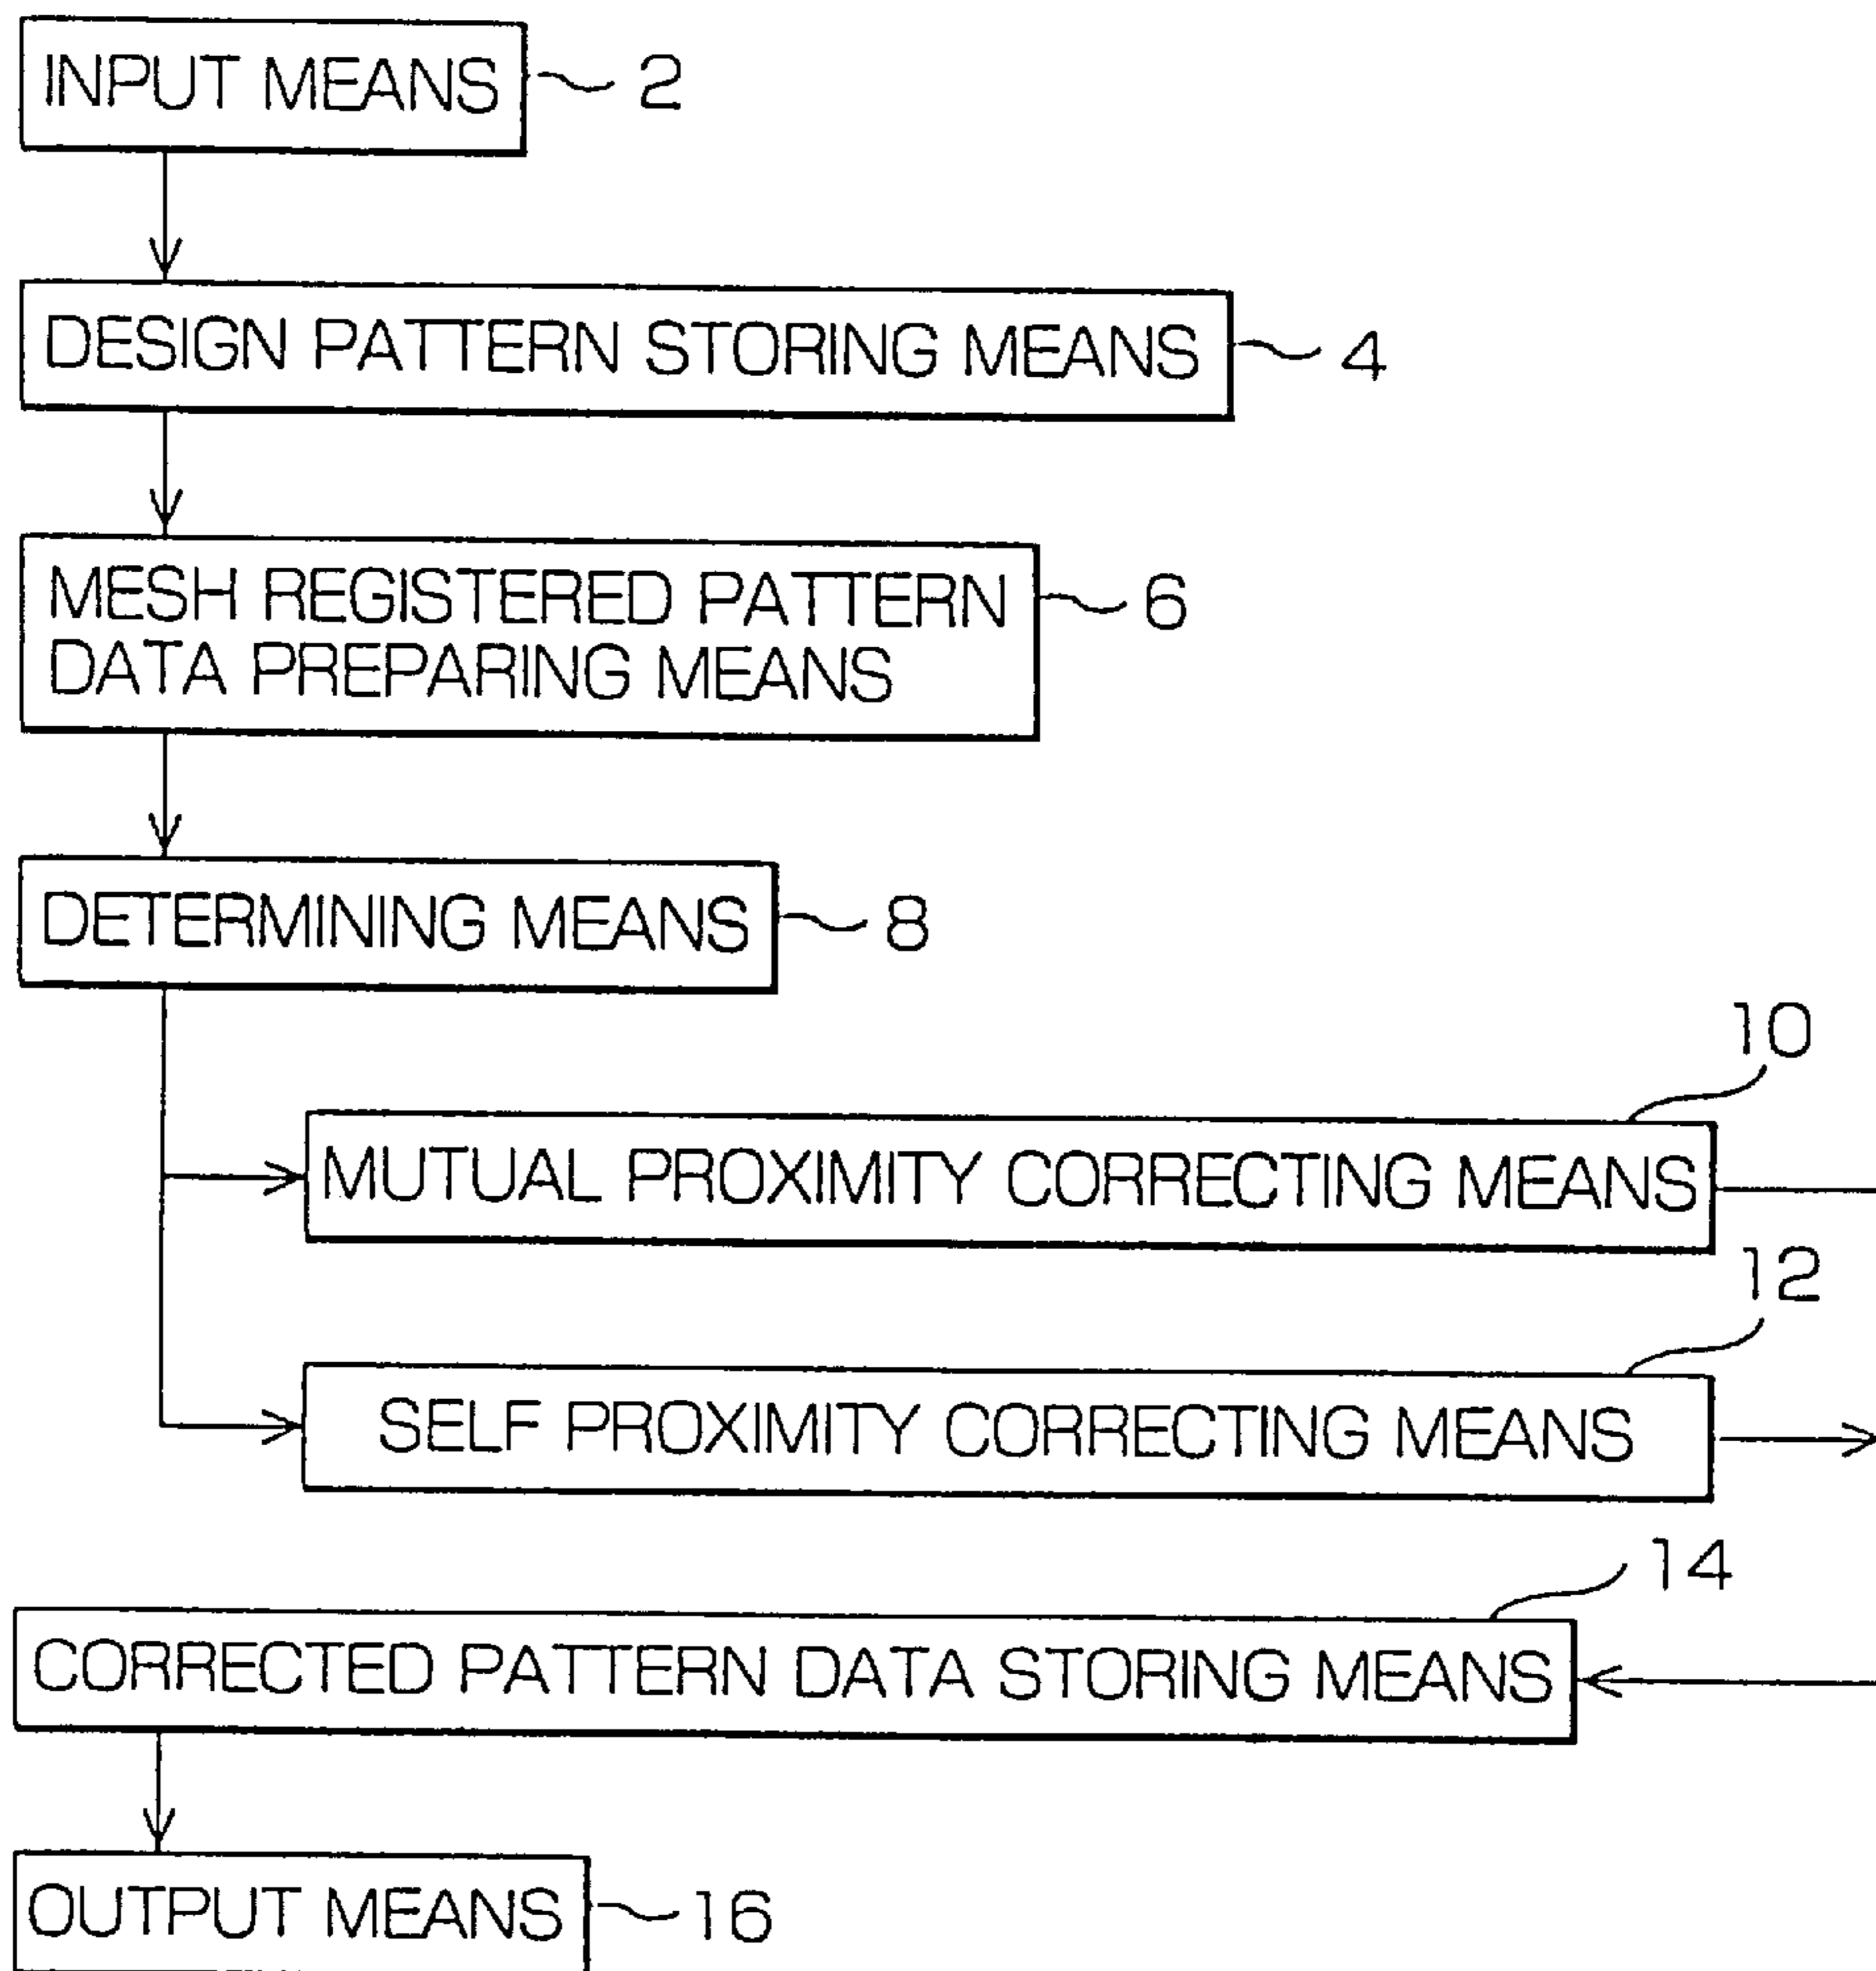 INPUT MEANS 2
DESIGN PATTERN STORING MEANS 4
MESH REGISTERED PATTERN 6
DATA PREPARING MEANS
DETERMINING MEANS 8
10
MUTUAL PROXIMITY CORRECTING MEANS
12
SELF PROXIMITY CORRECTING MEANS
14
CORRECTED PATTERN DATA STORING MEANS
OUTPUT MEANS 16